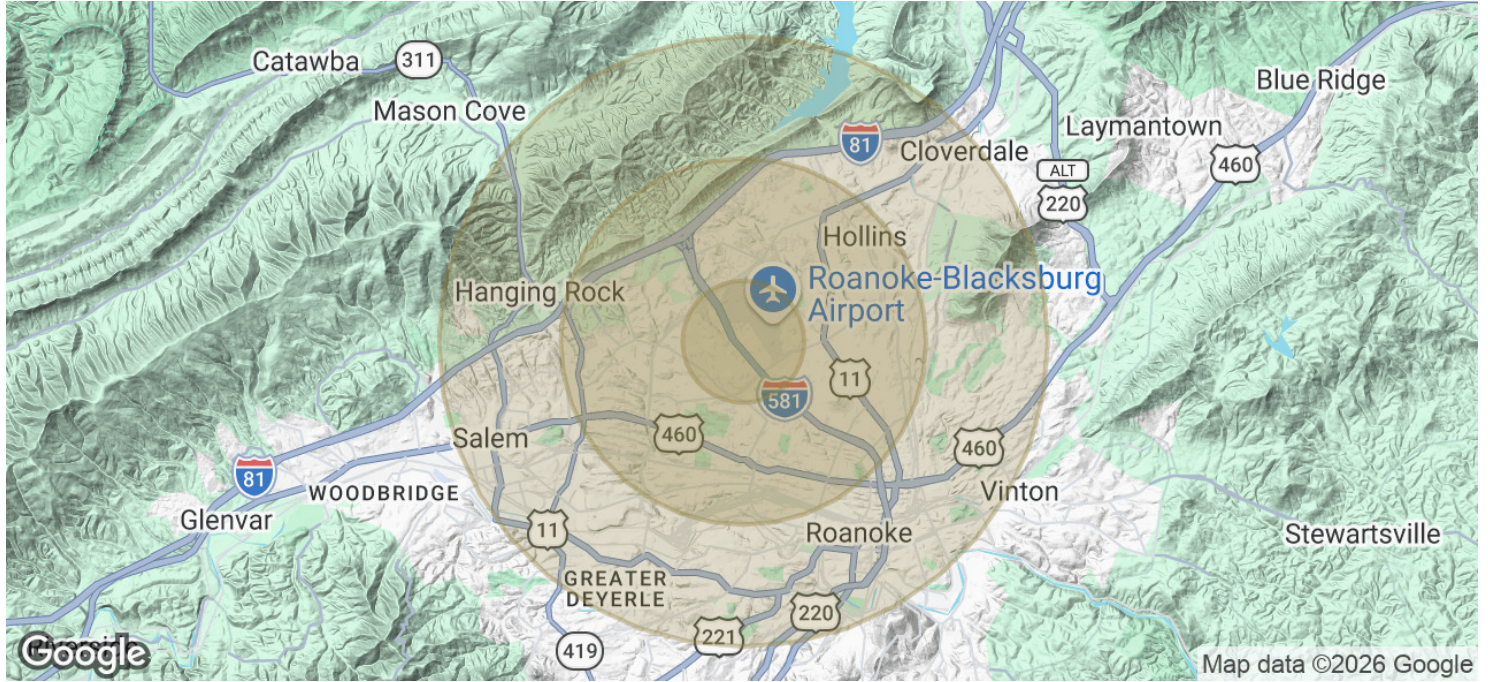 Catawba
311
Blue Ridge
Mason Cove
Laymantown
81
Cloverdale
460
ALT
220
Hollins
Roanoke-Blacksburg
Airport
Hanging Rock
11
581
460
Salem
460
81
WOODBRIDGE
Vinton
Glenvar
11
Roanoke
Stewartsville
GREATER
DEYERLE
220
221
419
Google
Map data ©2026 Google